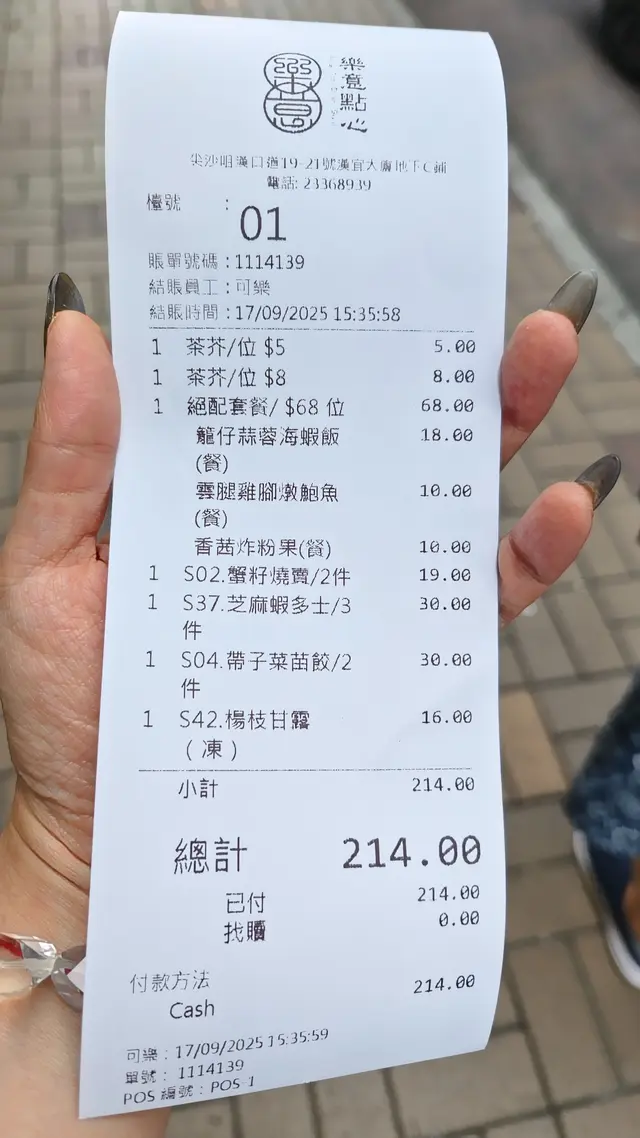 樂意點心
尖沙咀漢口道19-21號漢宜大廈地下C鋪
電話: 23368939
檯號 :
01
賬單號碼 : 1114139
結賬員工 : 可樂
結賬時間 : 17/09/2025 15:35:58
1 茶芥/位 $5 5.00
1 茶芥/位 $8 8.00
1 絕配套餐/ $68 位 68.00
籠仔蒜蓉海蝦飯 18.00
(餐)
雲腿雞腳燉鮑魚 10.00
(餐)
香茜炸粉果(餐) 10.00
1 S02.蟹籽燒賣/2件 19.00
1 S37.芝麻蝦多士/3 30.00
件
1 S04.帶子菜苗餃/2 30.00
件
1 S42.楊枝甘露 16.00
(凍)
小計 214.00
總計 214.00
已付 214.00
找贖 0.00
付款方法 214.00
Cash
可樂 : 17/09/2025 15:35:59
單號 : 1114139
POS 編號 : POS-1